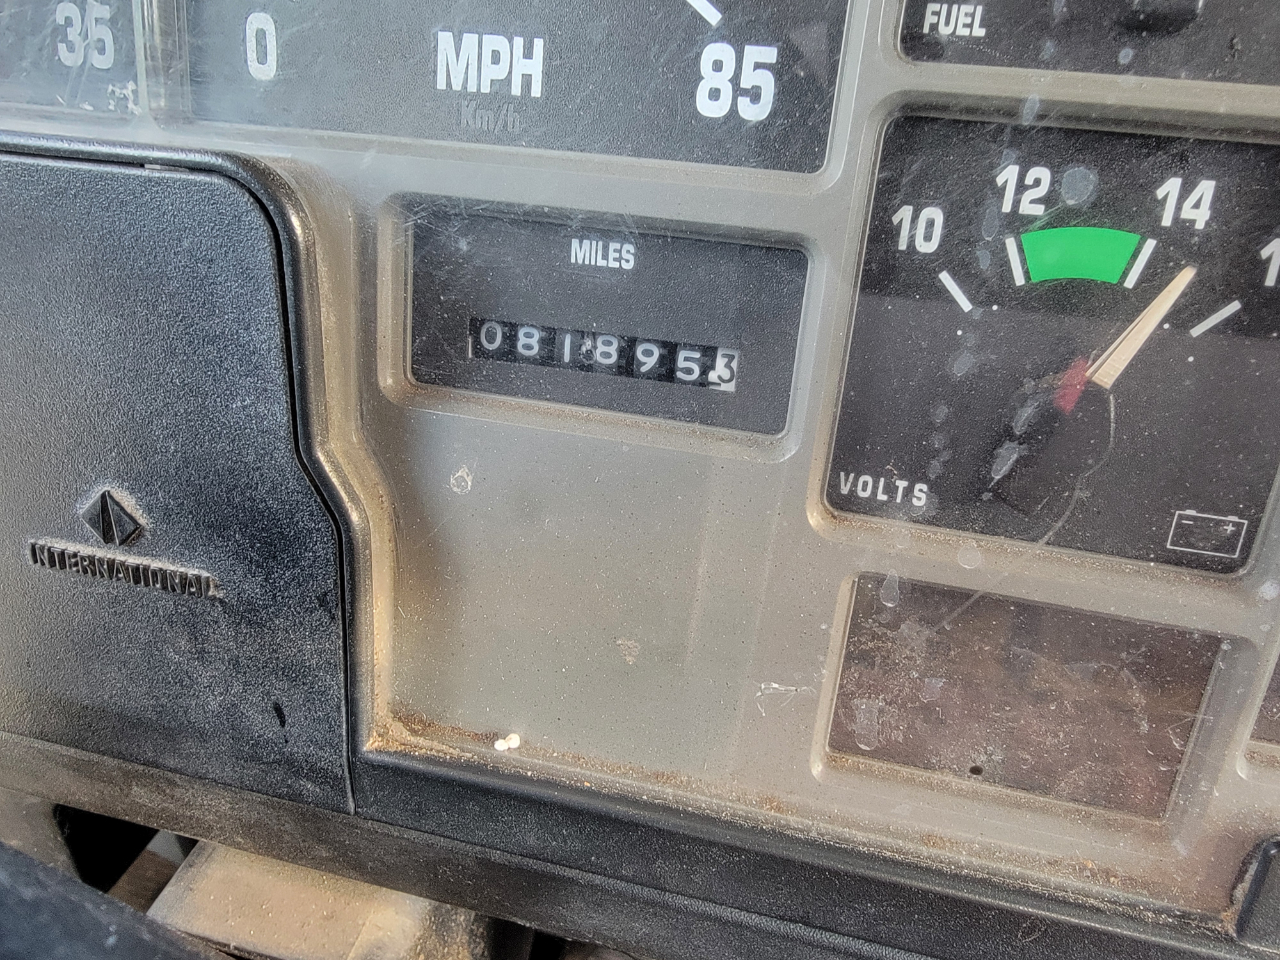 35
0
MPH
Km/h
85
FUEL
MILES
0818953
10
12
14
VOLTS
- +
INTERNATIONAL